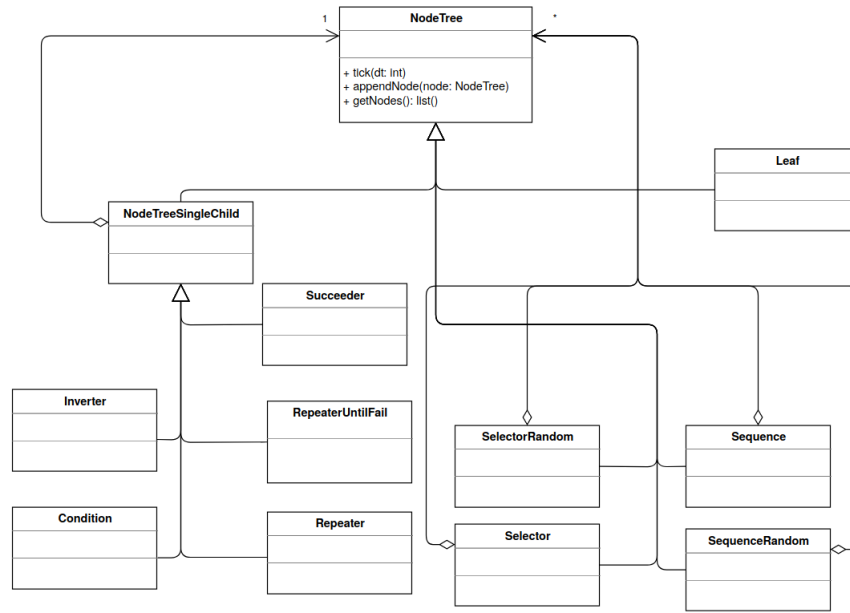 1
NodeTree
*
+ tick(dt: int)
+ appendNode(node: NodeTree)
+ getNodes(): list()
Leaf
NodeTreeSingleChild
Succeeder
Inverter
RepeaterUntilFail
SelectorRandom
Sequence
Condition
Repeater
Selector
SequenceRandom